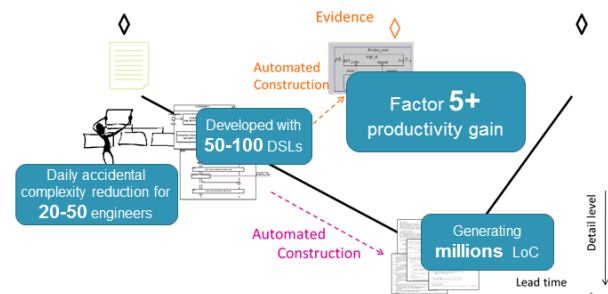 Evidence
Automated
Construction
Factor 5+
productivity gain
Developed with
50-100 DSLs
Daily accidental
complexity reduction for
20-50 engineers
Automated
Construction
Generating
millions LoC
Detail level
Lead time